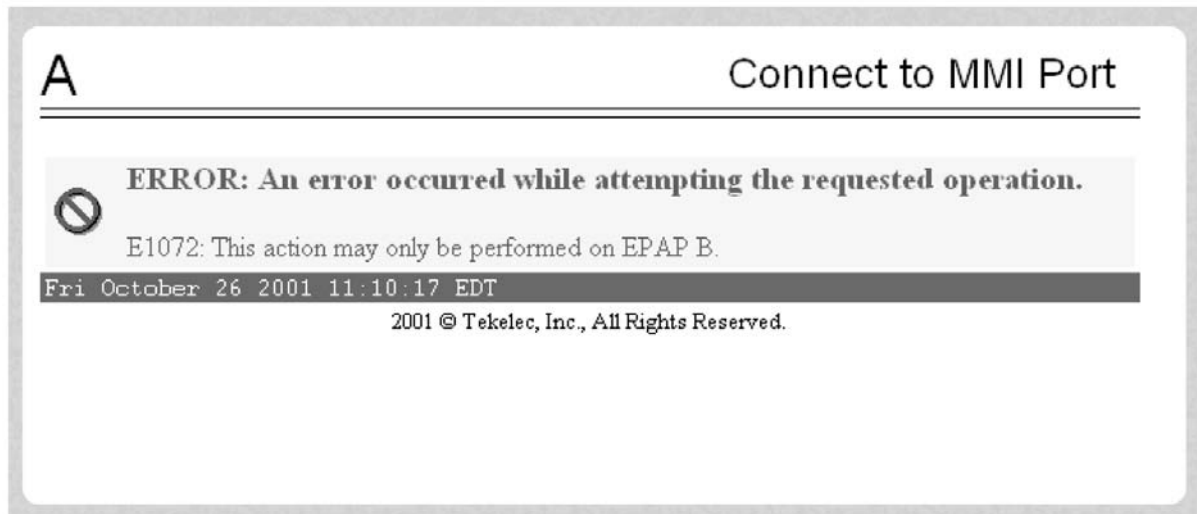 A
Connect to MMI Port
ERROR: An error occurred while attempting the requested operation.
E1072: This action may only be performed on EPAP B.
Fri October 26 2001 11:10:17 EDT
2001 © Tekelec, Inc., All Rights Reserved.